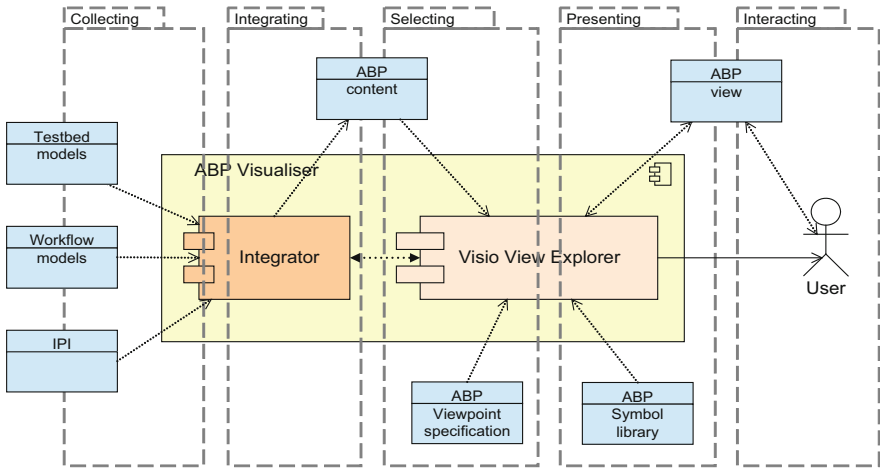 Collecting
Integrating
Selecting
Presenting
Interacting
ABP
content
ABP
view
Testbed
models
ABP Visualiser
Workflow
models
Integrator
Visio View Explorer
User
IPI
ABP
Viewpoint
specification
ABP
Symbol
library